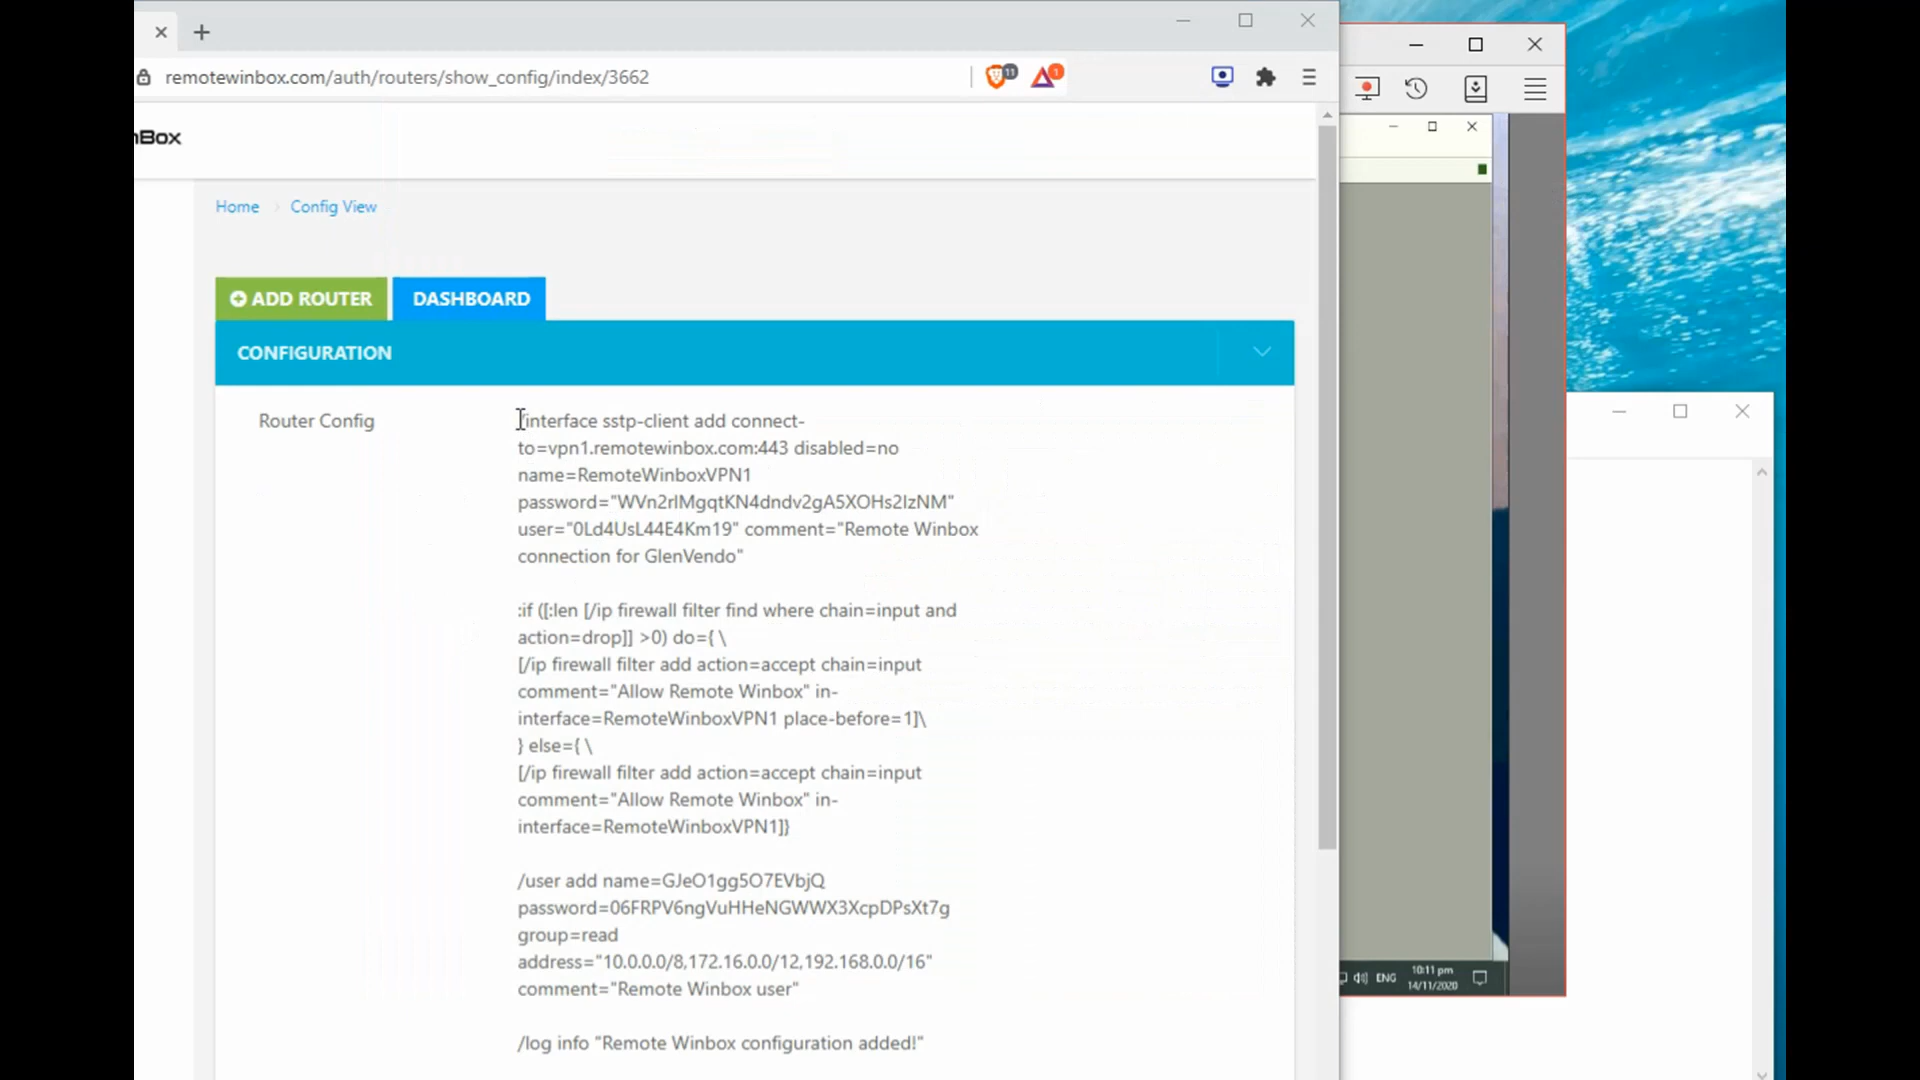 remotewinbox.com/auth/routers/show_config/index/3662
11
1
nBox
Home
Config View
ADD ROUTER
DASHBOARD
CONFIGURATION
Router Config
/interface sstp-client add connect-
to=vpn1.remotewinbox.com:443 disabled=no
name=RemoteWinboxVPN1
password="WVn2rlMgqtKN4dndv2gA5XOHs2IzNM"
user="0Ld4UsL44E4Km19" comment="Remote Winbox
connection for GlenVendo"
:if ([:len [/ip firewall filter find where chain=input and
action=drop]] >0) do={ \
[/ip firewall filter add action=accept chain=input
comment="Allow Remote Winbox" in-
interface=RemoteWinboxVPN1 place-before=1]\
} else={ \
[/ip firewall filter add action=accept chain=input
comment="Allow Remote Winbox" in-
interface=RemoteWinboxVPN1]}
/user add name=GJeO1gg5O7EVbjQ
password=06FRPV6ngVuHHeNGWWX3XcpDPsXt7g
group=read
address="10.0.0.0/8,172.16.0.0/12,192.168.0.0/16"
comment="Remote Winbox user"
/log info "Remote Winbox configuration added!"
ENG
10:11 pm
14/11/2020